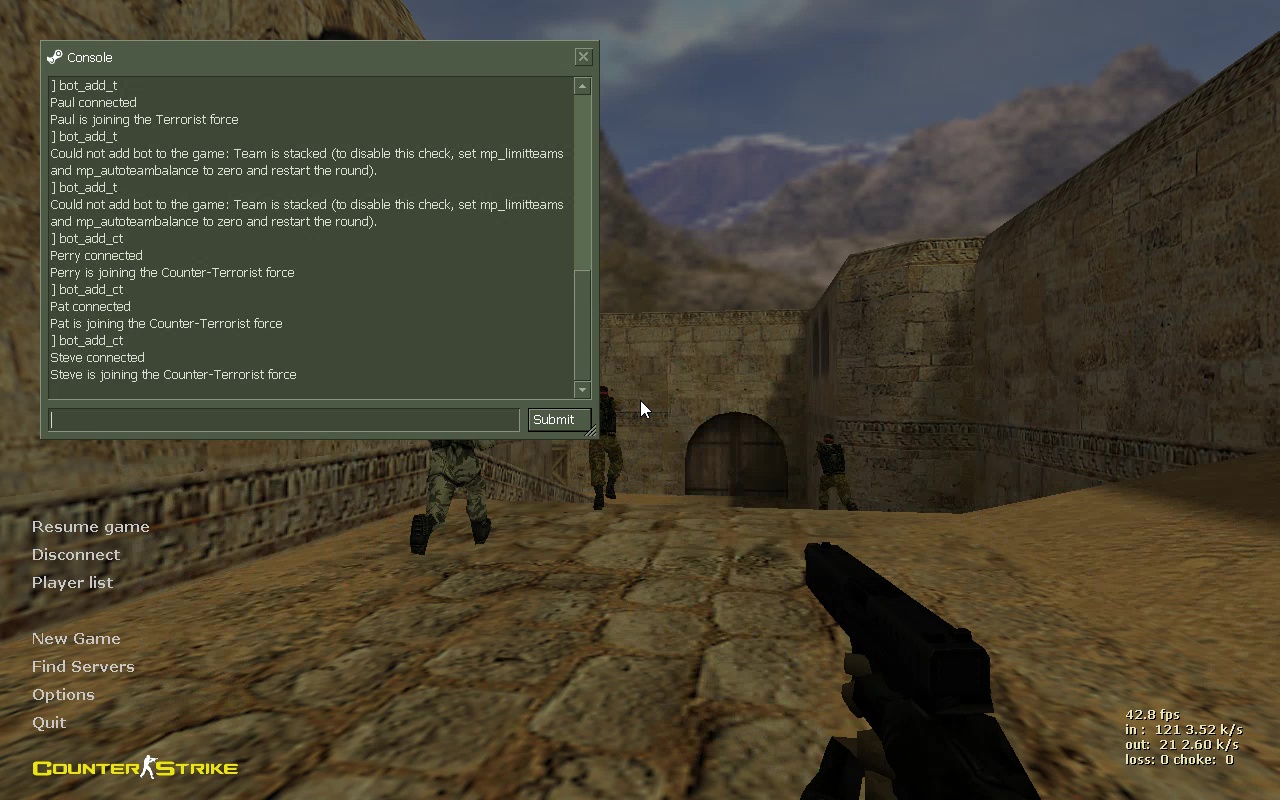 Console
] bot_add_t
Paul connected
Paul is joining the Terrorist force
] bot_add_t
Could not add bot to the game: Team is stacked (to disable this check, set mp_limitteams
and mp_autoteambalance to zero and restart the round).
] bot_add_t
Could not add bot to the game: Team is stacked (to disable this check, set mp_limitteams
and mp_autoteambalance to zero and restart the round).
] bot_add_ct
Perry connected
Perry is joining the Counter-Terrorist force
] bot_add_ct
Pat connected
Pat is joining the Counter-Terrorist force
] bot_add_ct
Steve connected
Steve is joining the Counter-Terrorist force
Submit
Resume game
Disconnect
Player list
New Game
Find Servers
Options
Quit
COUNTER STRIKE
42.8 fps
in : 121 3.52 k/s
out: 21 2.60 k/s
loss: 0 choke: 0